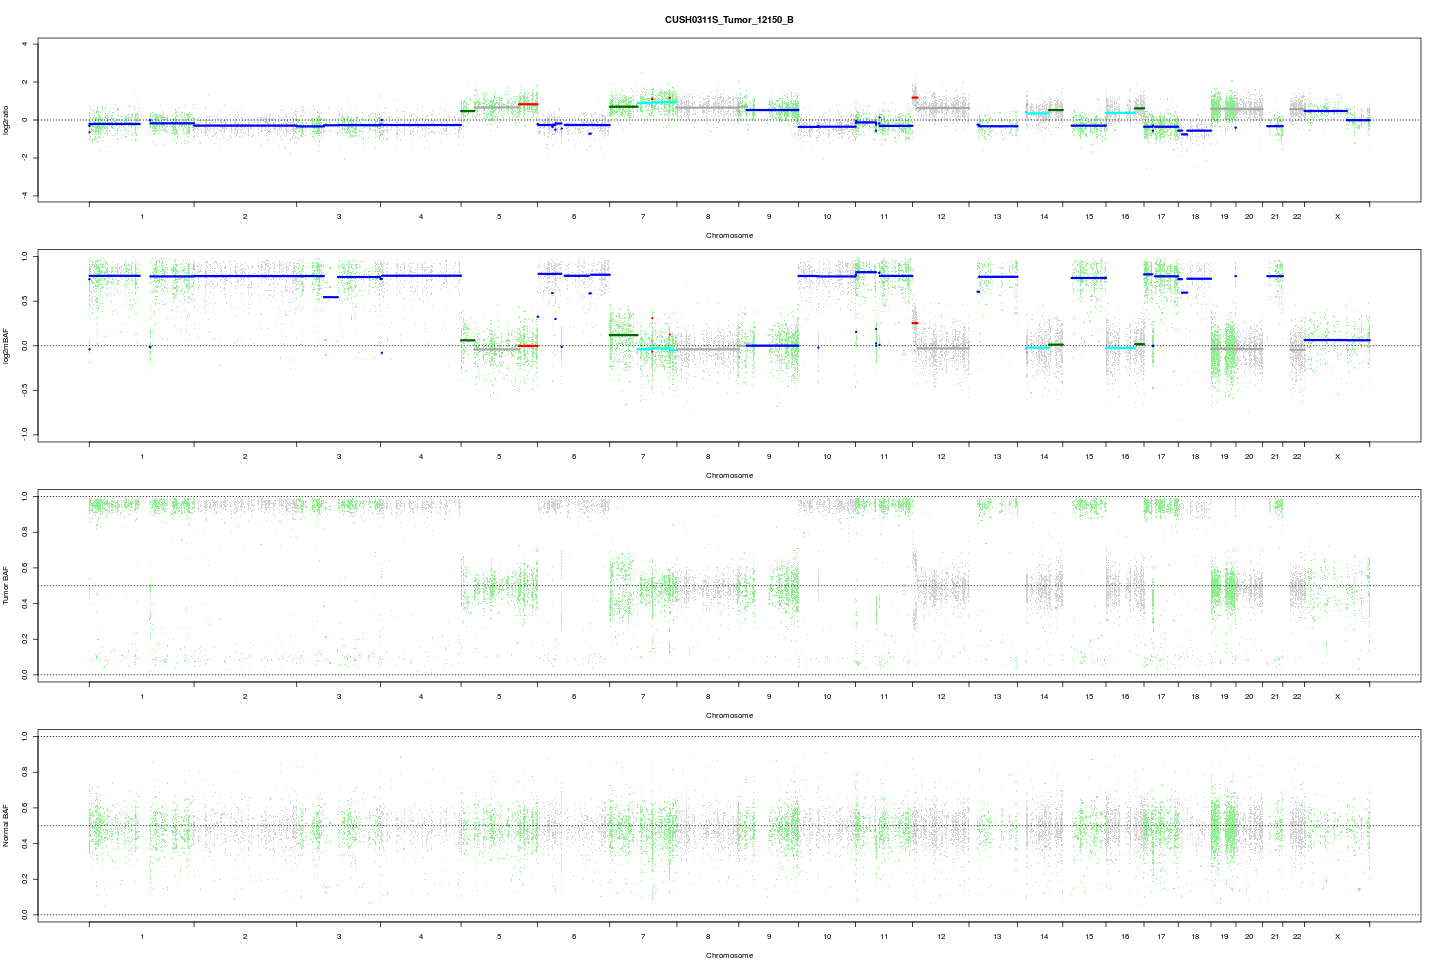 CUSH0311S_Tumor_12150_B
log2ratio
4
2
0
-2
-4
1 2 3 4 5 6 7 8 9 10 11 12 13 14 15 16 17 18 19 20 21 22 X
Chromosome
log2mBAF
1.0
0.5
0.0
-0.5
-1.0
1 2 3 4 5 6 7 8 9 10 11 12 13 14 15 16 17 18 19 20 21 22 X
Chromosome
Tumor BAF
1.0
0.8
0.6
0.4
0.2
0.0
1 2 3 4 5 6 7 8 9 10 11 12 13 14 15 16 17 18 19 20 21 22 X
Chromosome
Normal BAF
1.0
0.8
0.6
0.4
0.2
0.0
1 2 3 4 5 6 7 8 9 10 11 12 13 14 15 16 17 18 19 20 21 22 X
Chromosome